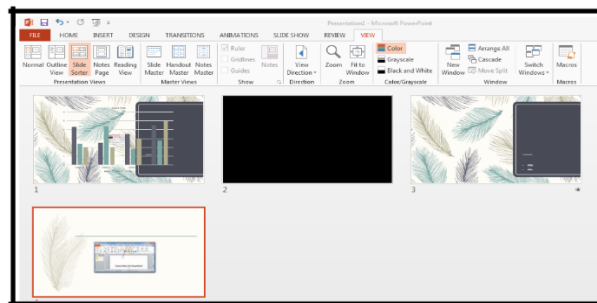 Presentation1 - Microsoft PowerPoint
FILE HOME INSERT DESIGN TRANSITIONS ANIMATIONS SLIDE SHOW REVIEW VIEW
Normal Outline View Slide Sorter Notes Page Reading View
Slide Master Handout Master Notes Master
Ruler
Gridlines
Guides
Notes
View Direction
Zoom Fit to Window
Color
Grayscale
Black and White
New Window
Arrange All
Cascade
Move Split
Switch Windows
Macros
Presentation Views Master Views Show Direction Zoom Color/Grayscale Window Macros
1
2
3